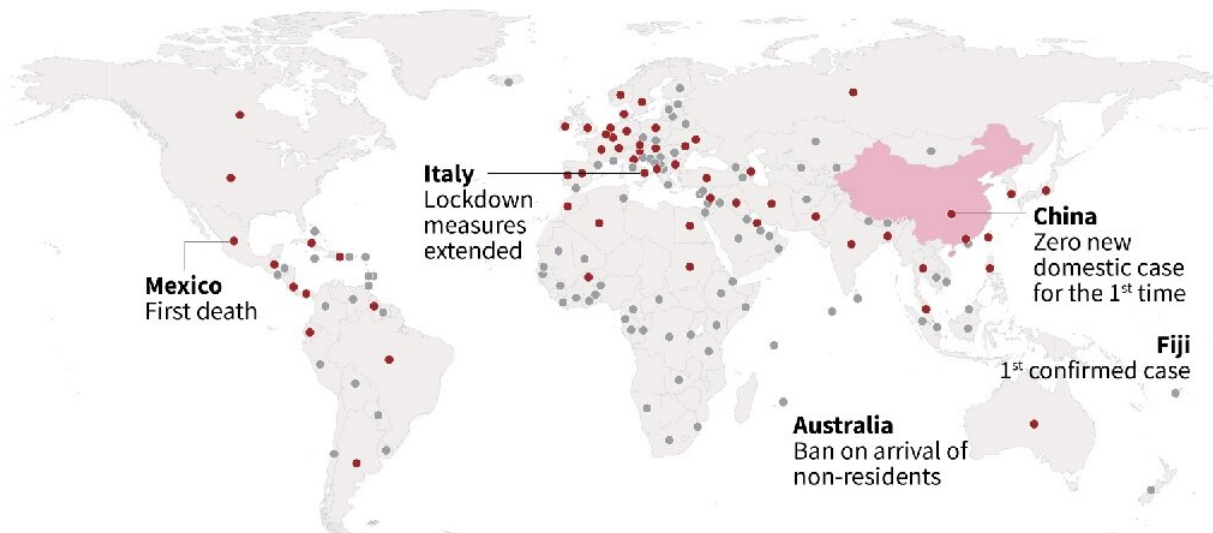 Italy
Lockdown
measures
extended
Mexico
First death
China
Zero new
domestic case
for the 1st time
Fiji
1st confirmed case
Australia
Ban on arrival of
non-residents